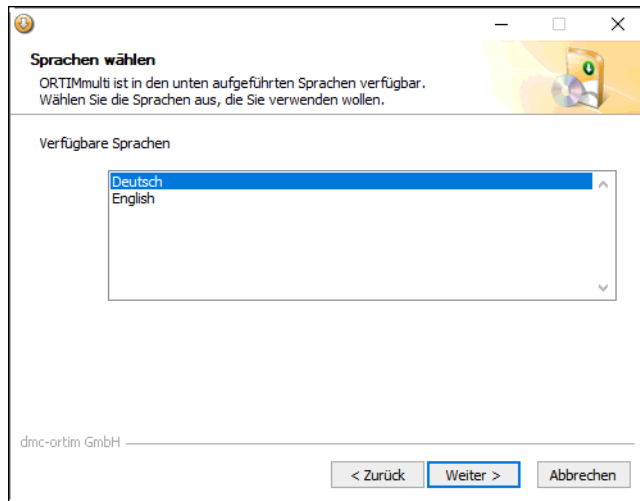 Sprachen wählen
ORTIMmulti ist in den unten aufgeführten Sprachen verfügbar.
Wählen Sie die Sprachen aus, die Sie verwenden wollen.
Verfügbare Sprachen
Deutsch
English
dmc-ortim GmbH
< Zurück
Weiter >
Abbrechen